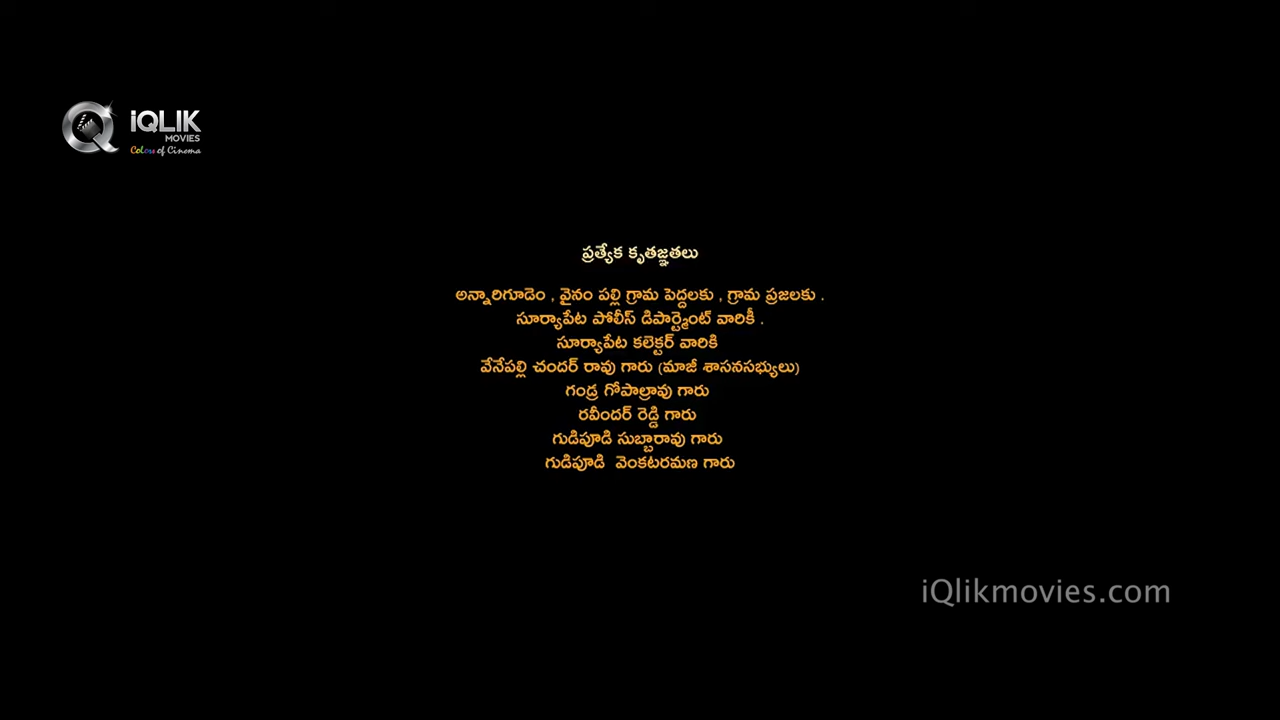 iQLIK
MOVIES
Colors of Cinema
ప్రత్యేక కృతజ్ఞతలు
అన్నారిగూడెం , వైనం పల్లి గ్రామ పెద్దలకు , గ్రామ ప్రజలకు .
సూర్యాపేట పోలీస్ డిపార్ట్మెంట్ వారికీ .
సూర్యాపేట కలెక్టర్ వారికి
వేనేపల్లి చందర్ రావు గారు (మాజీ శాసనసభ్యులు)
గండ్ర గోపాల్రావు గారు
రవీందర్ రెడ్డి గారు
గుడిపూడి సుబ్బారావు గారు
గుడిపూడి వెంకటరమణ గారు
iQlikmovies.com